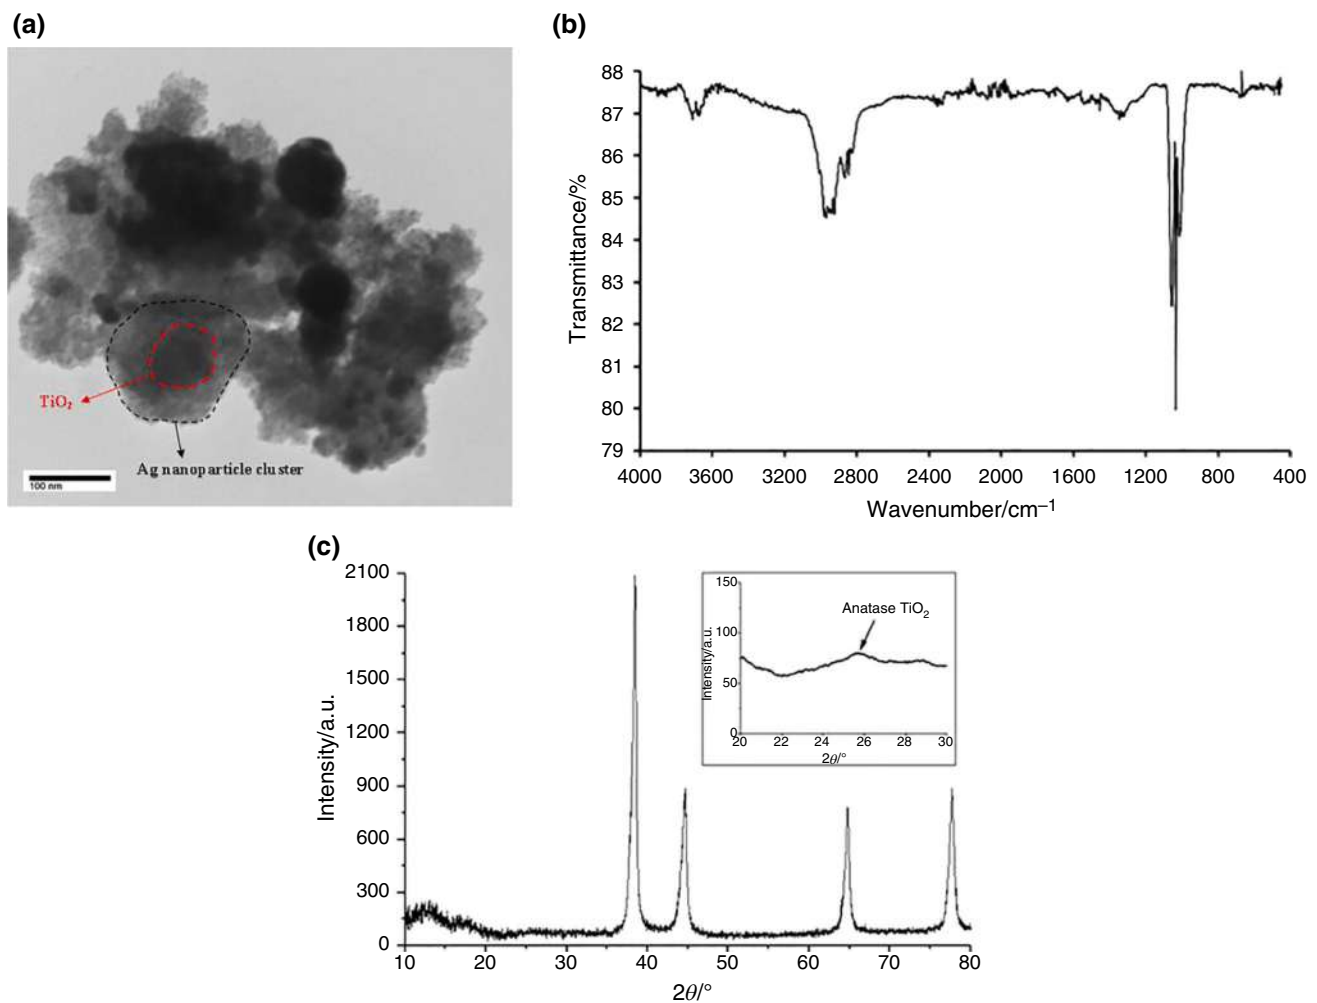 (a)
TiO₂
Ag nanoparticle cluster
100 nm
(b)
Transmittance/%
88
87
86
85
84
83
82
81
80
79
4000 3600 3200 2800 2400 2000 1600 1200 800 400
Wavenumber/cm⁻¹
(c)
Intensity/a.u.
2100
1800
1500
1200
900
600
300
0
10 20 30 40 50 60 70 80
2θ/°
Intensity/a.u.
150
100
50
0
Anatase TiO₂
20 22 24 26 28 30
2θ/°